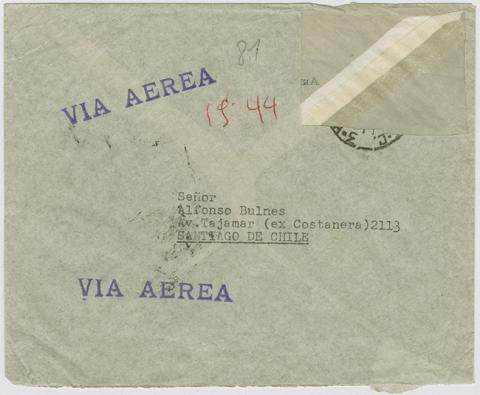 81
VIA AEREA
19.44
Señor
Alfonso Bulnes
Av.Tajamar (ex Costanera)2113
SANTIAGO DE CHILE
VIA AEREA